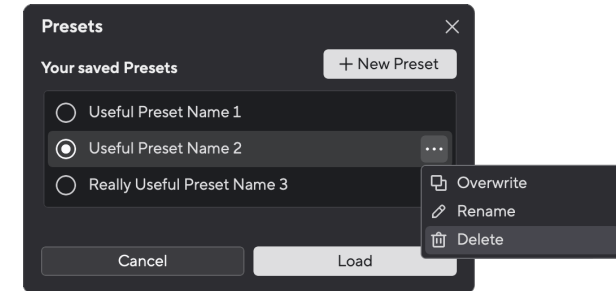 Presets
Your saved Presets
+ New Preset
Useful Preset Name 1
Useful Preset Name 2
Really Useful Preset Name 3
Overwrite
Rename
Delete
Cancel
Load